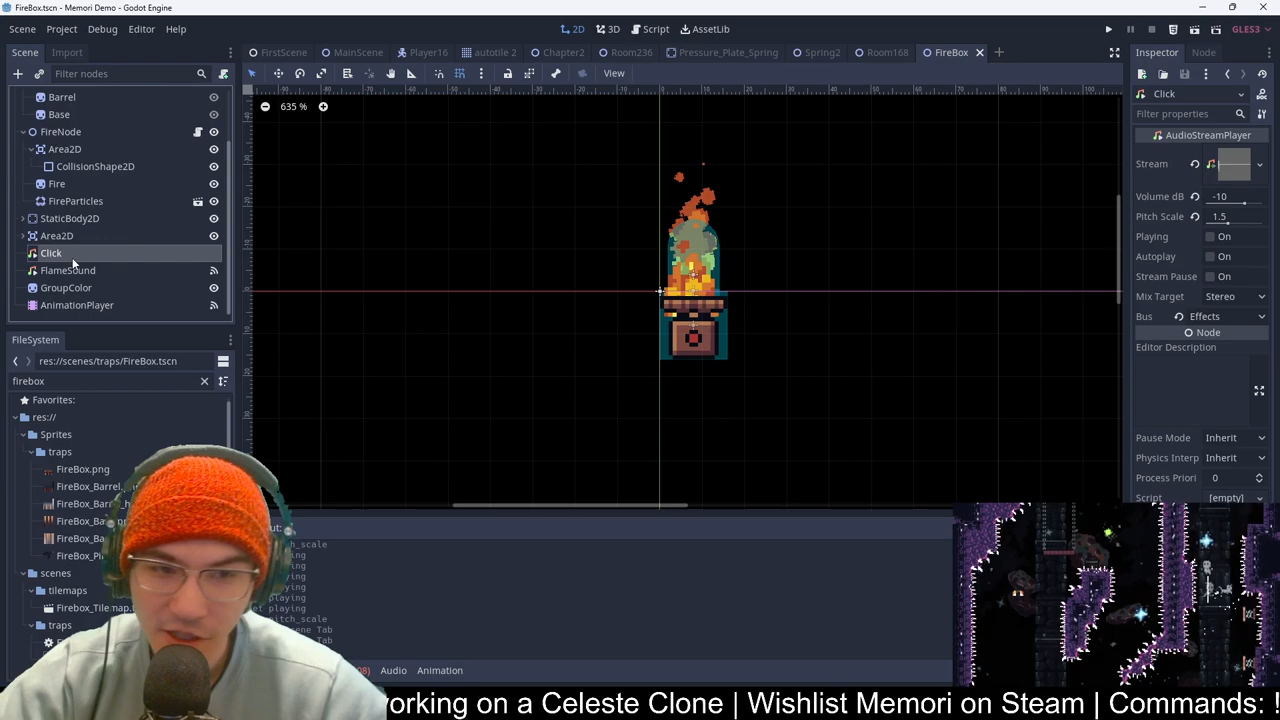 FireBox.tscn - Memori Demo - Godot Engine
Scene Project Debug Editor Help
2D 3D Script AssetLib
GLES3
Scene Import
FirstScene MainScene Player16 autotile 2 Chapter2 Room236 Pressure_Plate_Spring Spring2 Room168 FireBox
Inspector Node
Filter nodes
View
Click
635 %
Filter properties
Barrel
Base
FireNode
Area2D
CollisionShape2D
Fire
FireParticles
StaticBody2D
Area2D
Click
FlameSound
GroupColor
AnimationPlayer
AudioStreamPlayer
Stream
Volume dB -10
Pitch Scale 1.5
Playing On
Autoplay On
Stream Pause On
Mix Target Stereo
Bus Effects
Node
Editor Description
Pause Mode Inherit
Physics Interp Inherit
Process Priori 0
Script [empty]
FileSystem
res://scenes/traps/FireBox.tscn
firebox
Favorites:
res://
Sprites
traps
FireBox.png
scenes
tilemaps
traps
Audio Animation
working on a Celeste Clone | Wishlist Memori on Steam | Commands: !